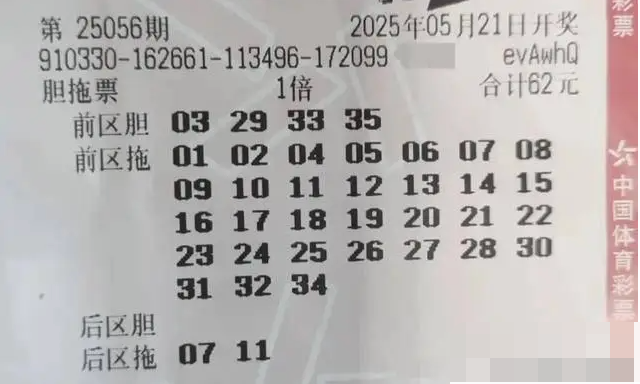 第 25056期 2025年05月21日开奖
910330-162661-113496-172099 evAwhQ
胆拖票 1倍 合计62元
前区胆 03 29 33 35
前区拖 01 02 04 05 06 07 08
09 10 11 12 13 14 15
16 17 18 19 20 21 22
23 24 25 26 27 28 30
31 32 34
后区胆
后区拖 07 11
彩票
中国体育彩票